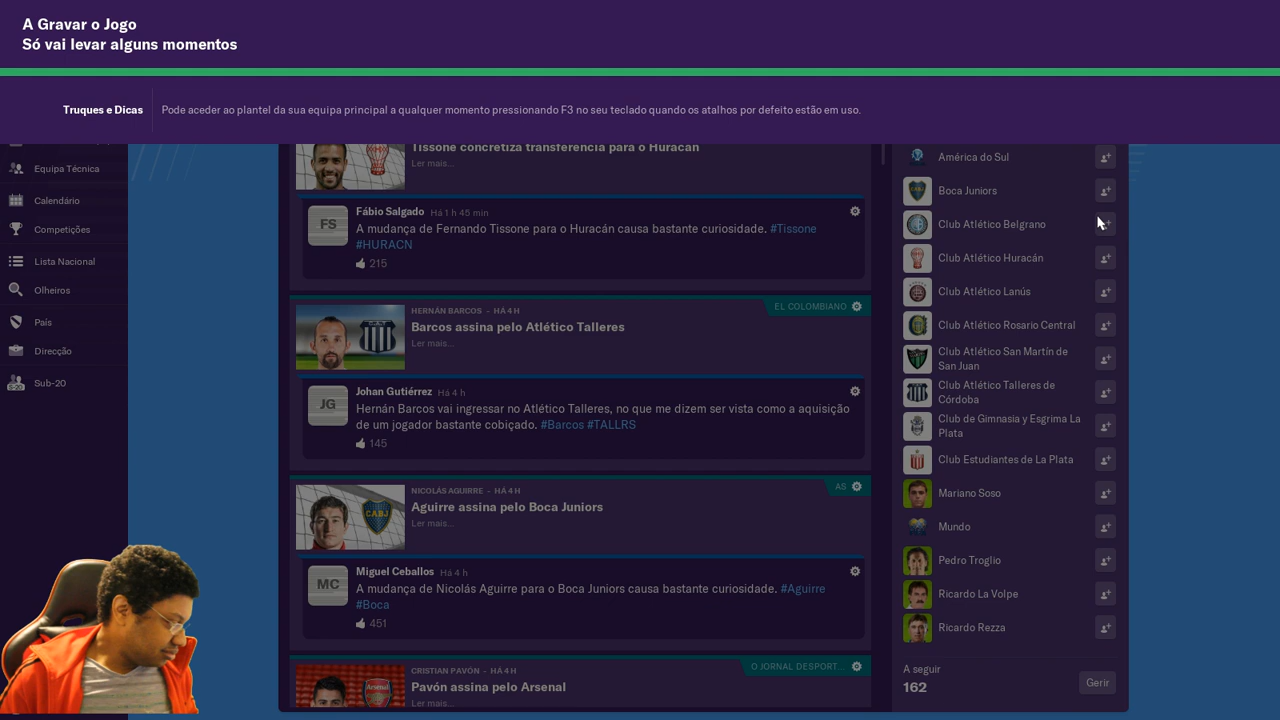 A Gravar o Jogo
Só vai levar alguns momentos
Truques e Dicas
Pode aceder ao plantel da sua equipa principal a qualquer momento pressionando F3 no seu teclado quando os atalhos por defeito estão em uso.
Equipa Técnica
Calendário
Competições
Lista Nacional
Olheiros
País
Direcção
Sub-20
Tissone concretiza transferência para o Huracán
Ler mais...
FS
Fábio Salgado Há 1 h 45 min
A mudança de Fernando Tissone para o Huracán causa bastante curiosidade. #Tissone
#HURACN
215
HERNÁN BARCOS - HÁ 4 H
EL COLOMBIANO
Barcos assina pelo Atlético Talleres
Ler mais...
JG
Johan Gutiérrez Há 4 h
Hernán Barcos vai ingressar no Atlético Talleres, no que me dizem ser vista como a aquisição
de um jogador bastante cobiçado. #Barcos #TALLRS
145
NICOLÁS AGUIRRE - HÁ 4 H
AS
Aguirre assina pelo Boca Juniors
Ler mais...
CABJ
MC
Miguel Ceballos Há 4 h
A mudança de Nicolás Aguirre para o Boca Juniors causa bastante curiosidade. #Aguirre
#Boca
451
CRISTIAN PAVÓN - HÁ 4 H
O JORNAL DESPORT...
Pavón assina pelo Arsenal
Ler mais...
Arsenal
América do Sul
Boca Juniors
Club Atlético Belgrano
Club Atlético Huracán
Club Atlético Lanús
Club Atlético Rosario Central
Club Atlético San Martín de
San Juan
Club Atlético Talleres de
Córdoba
Club de Gimnasia y Esgrima La
Plata
Club Estudiantes de La Plata
Mariano Soso
Mundo
Pedro Troglio
Ricardo La Volpe
Ricardo Rezza
A seguir
162
Gerir